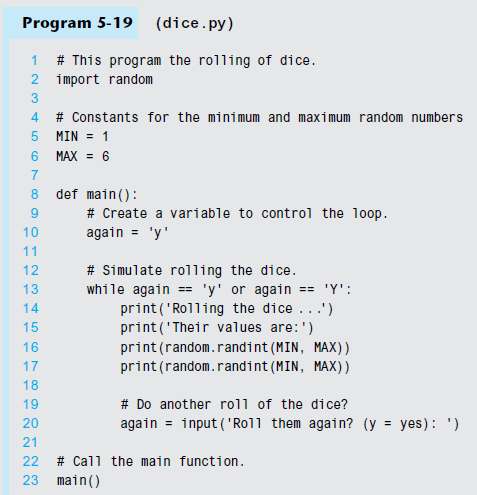 Program 5-19 (dice.py)
1 # This program the rolling of dice.
2 import random
3
4 # Constants for the minimum and maximum random numbers
5 MIN = 1
6 MAX = 6
7
8 def main():
9     # Create a variable to control the loop.
10     again = 'y'
11
12     # Simulate rolling the dice.
13     while again == 'y' or again == 'Y':
14         print('Rolling the dice ...')
15         print('Their values are:')
16         print(random.randint(MIN, MAX))
17         print(random.randint(MIN, MAX))
18
19         # Do another roll of the dice?
20         again = input('Roll them again? (y = yes): ')
21
22 # Call the main function.
23 main()